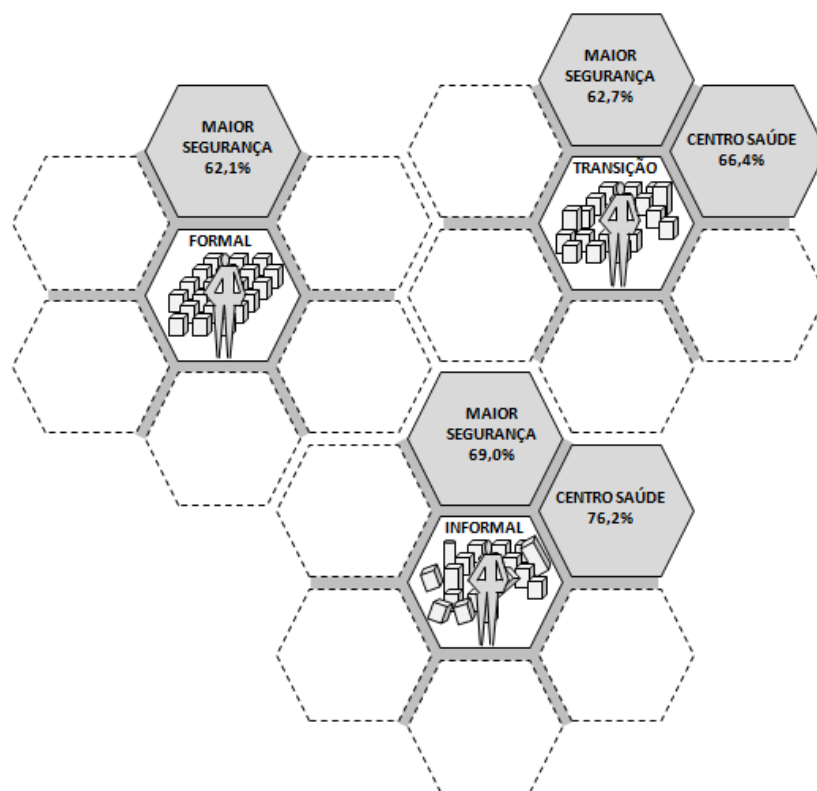 MAIOR
SEGURANÇA
62,7%
CENTRO SAÚDE
66,4%
TRANSIÇÃO
MAIOR
SEGURANÇA
62,1%
FORMAL
MAIOR
SEGURANÇA
69,0%
CENTRO SAÚDE
76,2%
INFORMAL